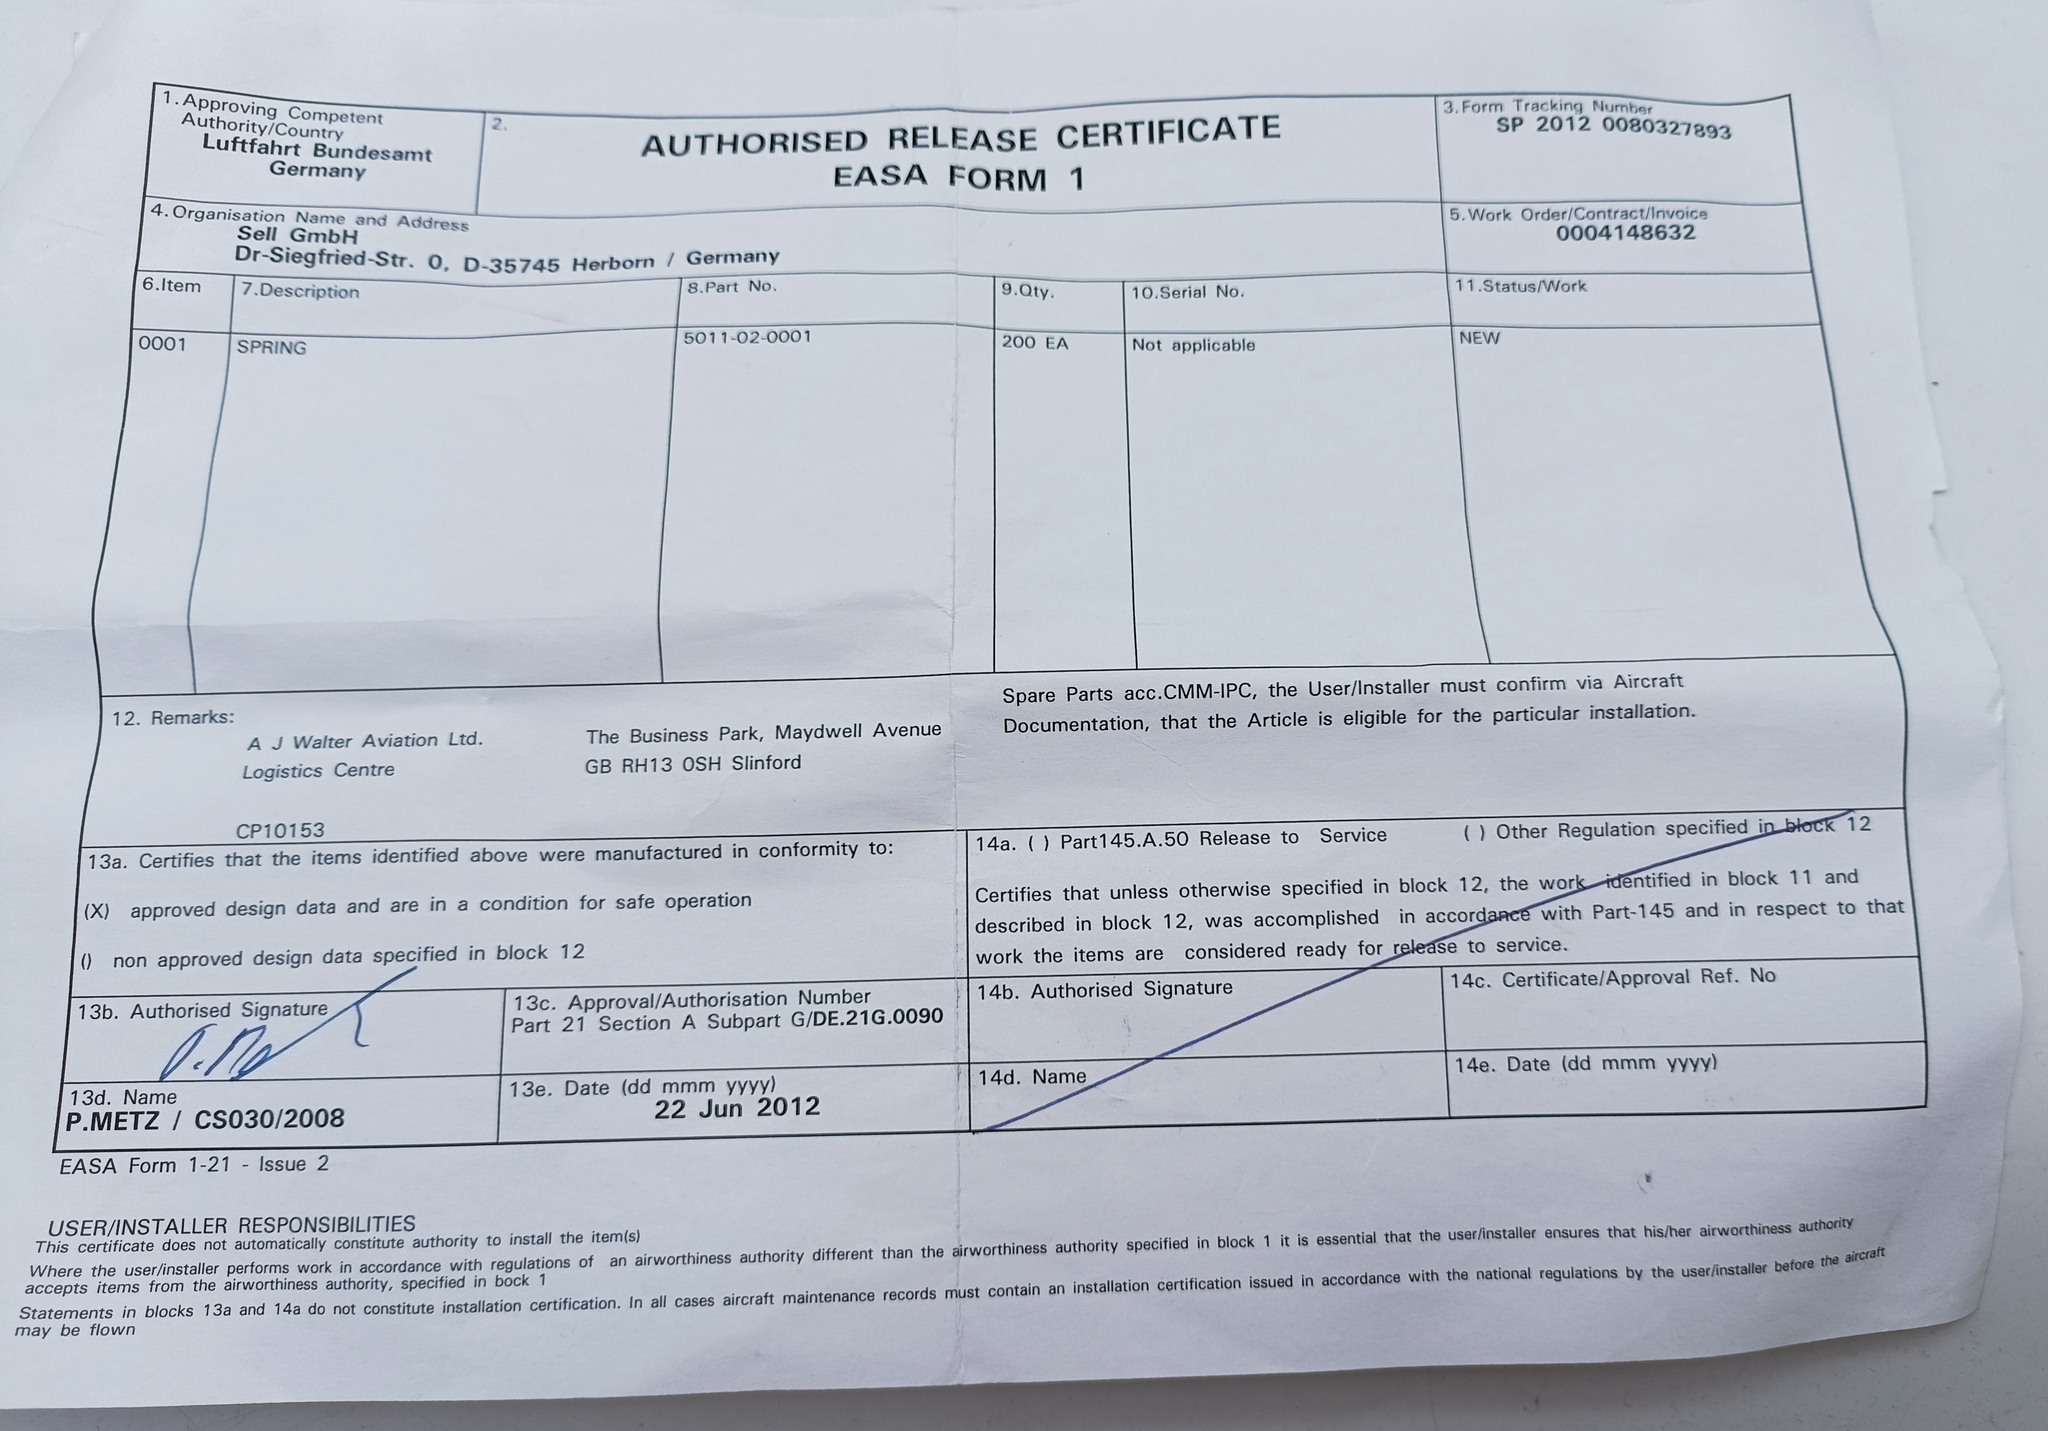 1.Approving Competent
Authority/Country
Luftfahrt Bundesamt
Germany
2.
AUTHORISED RELEASE CERTIFICATE
EASA FORM 1
3.Form Tracking Number
SP 2012 0080327893
4.Organisation Name and Address
Sell GmbH
Dr-Siegfried-Str. 0, D-35745 Herborn / Germany
5.Work Order/Contract/Invoice
0004148632
6.Item
7.Description
8.Part No.
9.Qty.
10.Serial No.
11.Status/Work
0001
SPRING
5011-02-0001
200 EA
Not applicable
NEW
12. Remarks:
A J Walter Aviation Ltd.
Logistics Centre
The Business Park, Maydwell Avenue
GB RH13 0SH Slinford
CP10153
Spare Parts acc.CMM-IPC, the User/Installer must confirm via Aircraft
Documentation, that the Article is eligible for the particular installation.
13a. Certifies that the items identified above were manufactured in conformity to:
(X) approved design data and are in a condition for safe operation
() non approved design data specified in block 12
14a. ( ) Part145.A.50 Release to Service ( ) Other Regulation specified in block 12
Certifies that unless otherwise specified in block 12, the work identified in block 11 and
described in block 12, was accomplished in accordance with Part-145 and in respect to that
work the items are considered ready for release to service.
13b. Authorised Signature
13c. Approval/Authorisation Number
Part 21 Section A Subpart G/DE.21G.0090
14b. Authorised Signature
14c. Certificate/Approval Ref. No
13d. Name
P.METZ / CS030/2008
13e. Date (dd mmm yyyy)
22 Jun 2012
14d. Name
14e. Date (dd mmm yyyy)
EASA Form 1-21 - Issue 2
USER/INSTALLER RESPONSIBILITIES
This certificate does not automatically constitute authority to install the item(s)
Where the user/installer performs work in accordance with regulations of an airworthiness authority different than the airworthiness authority specified in block 1 it is essential that the user/installer ensures that his/her airworthiness authority
accepts items from the airworthiness authority, specified in bock 1
Statements in blocks 13a and 14a do not constitute installation certification. In all cases aircraft maintenance records must contain an installation certification issued in accordance with the national regulations by the user/installer before the aircraft
may be flown